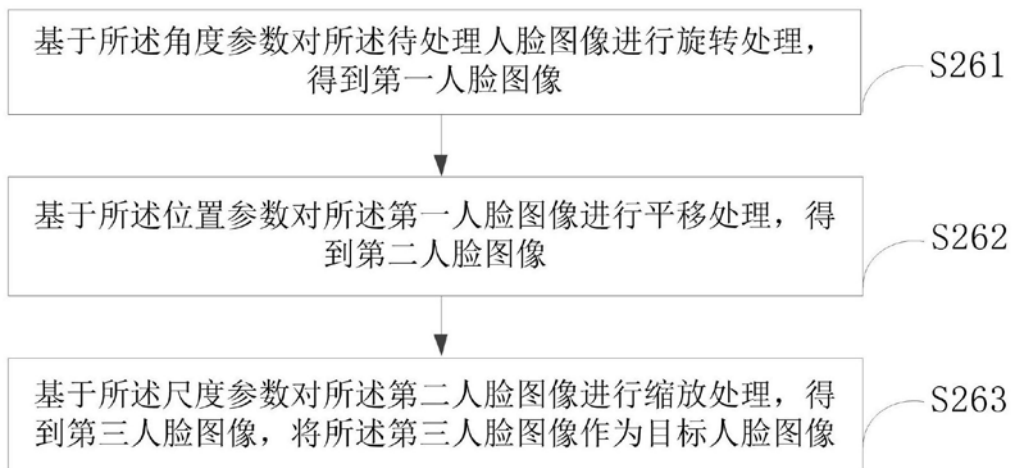 基于所述角度参数对所述待处理人脸图像进行旋转处理，
得到第一人脸图像
S261
基于所述位置参数对所述第一人脸图像进行平移处理，得
到第二人脸图像
S262
基于所述尺度参数对所述第二人脸图像进行缩放处理，得
到第三人脸图像，将所述第三人脸图像作为目标人脸图像
S263